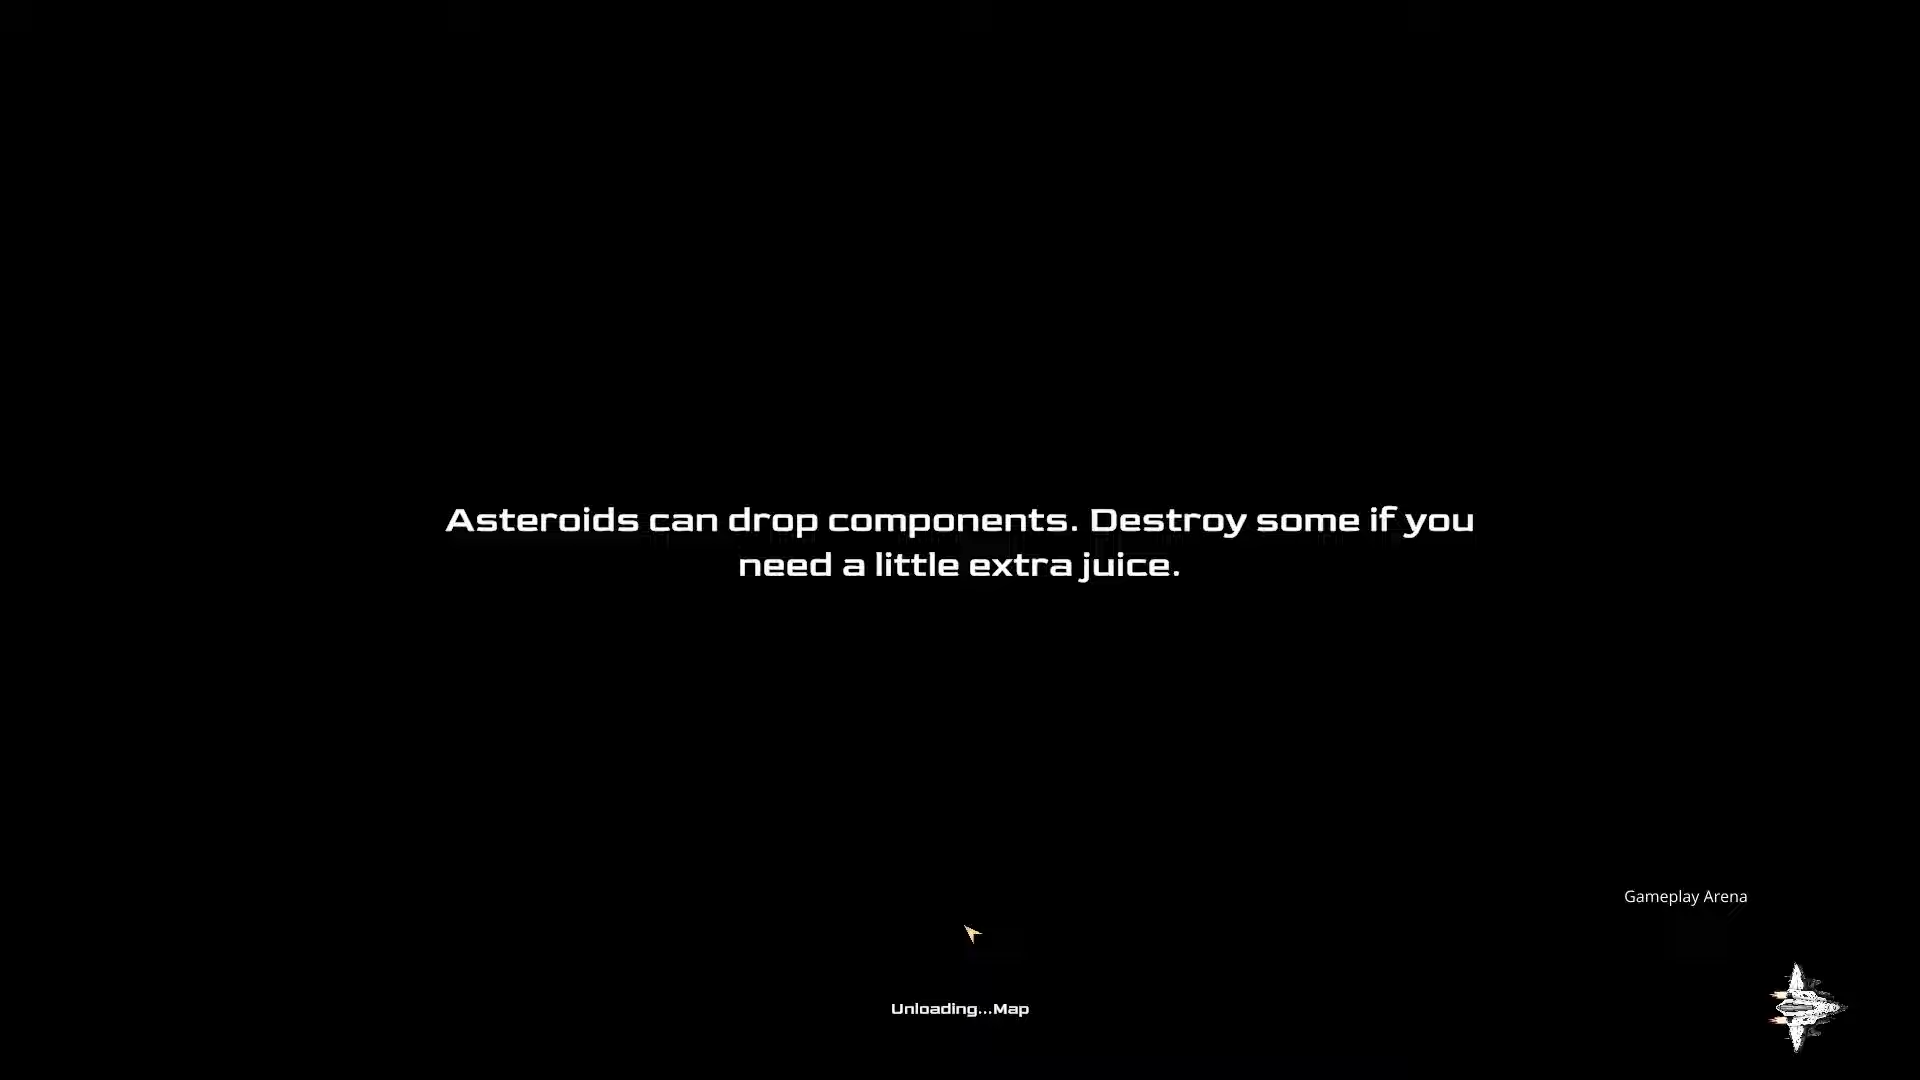 Asteroids can drop components. Destroy some if you
need a little extra juice.
Gameplay Arena
Unloading...Map